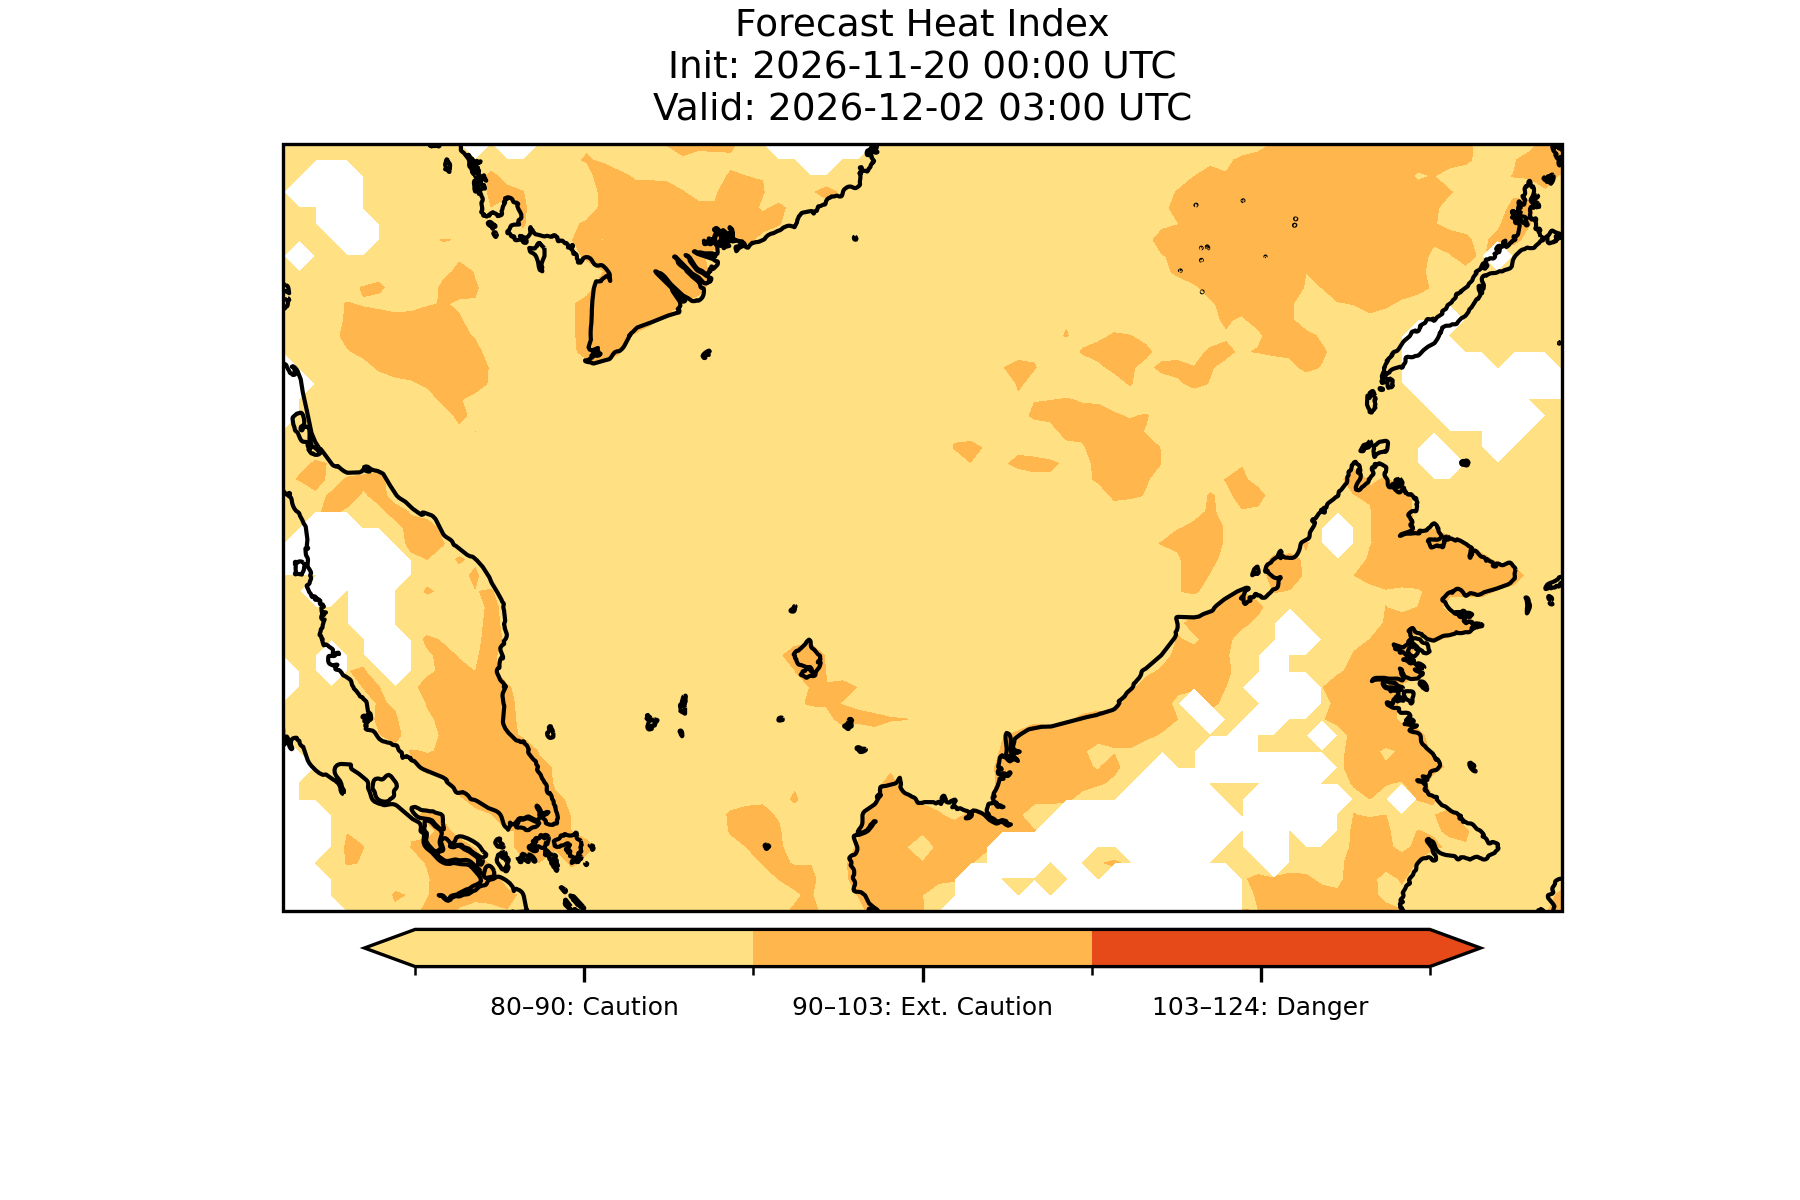 Forecast Heat Index
Init: 2026-11-20 00:00 UTC
Valid: 2026-12-02 03:00 UTC
80–90: Caution
90–103: Ext. Caution
103–124: Danger